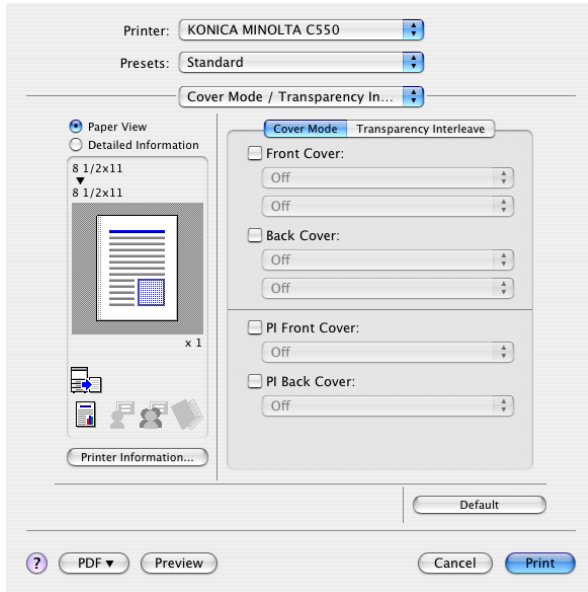 Printer: KONICA MINOLTA C550
Presets: Standard
Cover Mode / Transparency In...
Paper View
Detailed Information
8 1/2x11
8 1/2x11
x 1
Printer Information...
Cover Mode Transparency Interleave
Front Cover:
Off
Off
Back Cover:
Off
Off
PI Front Cover:
Off
PI Back Cover:
Off
Default
? PDF ▼ Preview Cancel Print